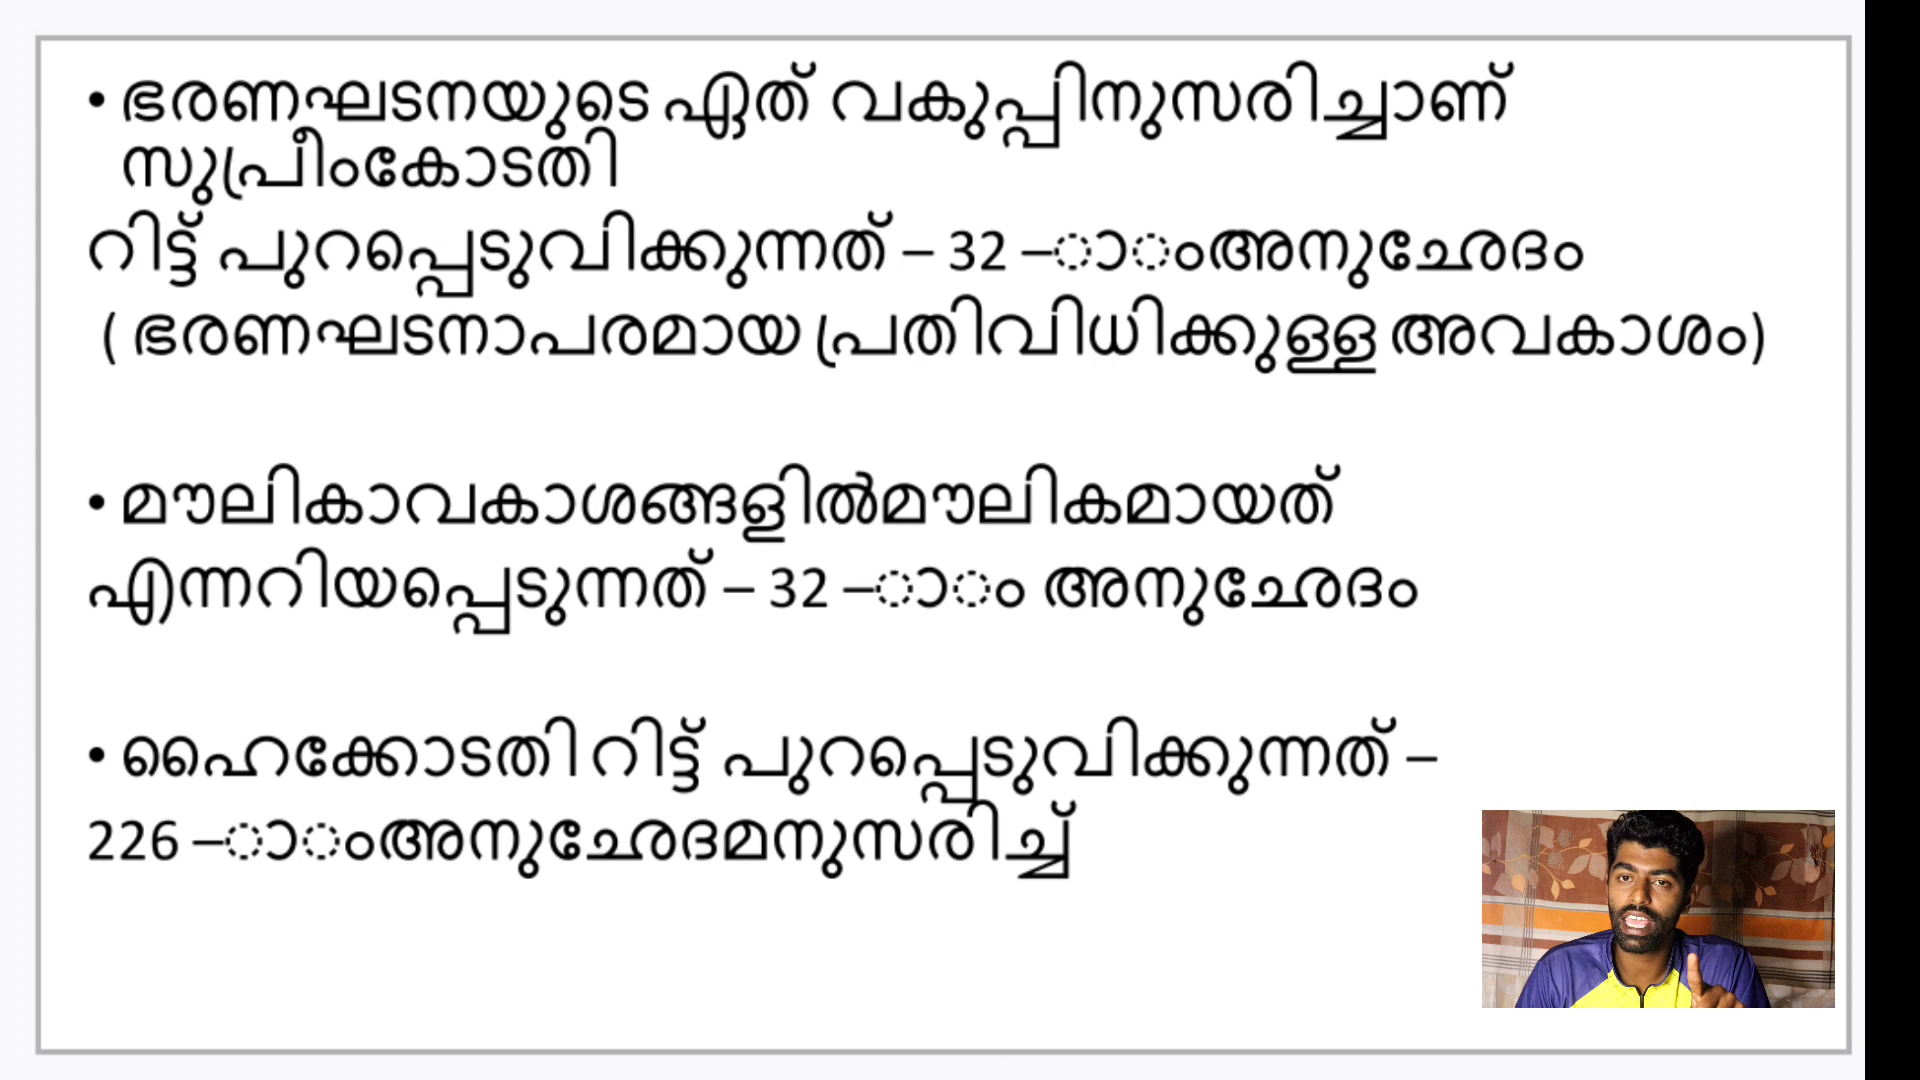 • ഭരണഘടനയുടെ ഏത് വകുപ്പിനുസരിച്ചാണ്
സുപ്രീംകോടതി
റിട്ട് പുറപ്പെടുവിക്കുന്നത് – 32 –ാംഅനുഛേദം
( ഭരണഘടനാപരമായ പ്രതിവിധിക്കുള്ള അവകാശം)
• മൗലികാവകാശങ്ങളിൽമൗലികമായത്
എന്നറിയപ്പെടുന്നത് – 32 –ാം അനുഛേദം
• ഹൈക്കോടതി റിട്ട് പുറപ്പെടുവിക്കുന്നത് –
226 –ാംഅനുഛേദമനുസരിച്ച്